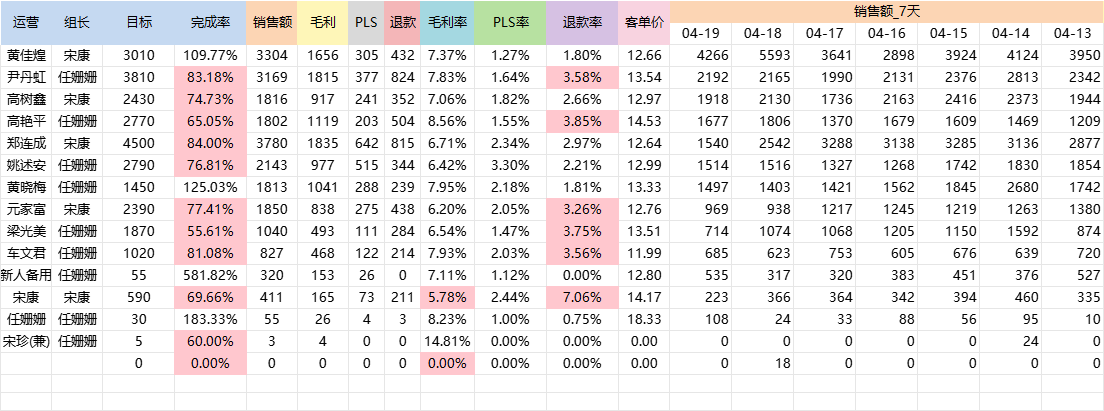 运营 组长 目标 完成率 销售额 毛利 PLS 退款 毛利率 PLS率 退款率 客单价 销售额_7天
04-19 04-18 04-17 04-16 04-15 04-14 04-13
黄佳煌 宋康 3010 109.77% 3304 1656 305 432 7.37% 1.27% 1.80% 12.66 4266 5593 3641 2898 3924 4124 3950
尹丹虹 任姗姗 3810 83.18% 3169 1815 377 824 7.83% 1.64% 3.58% 13.54 2192 2165 1990 2131 2376 2813 2342
高树鑫 宋康 2430 74.73% 1816 917 241 352 7.06% 1.82% 2.66% 12.97 1918 2130 1736 2163 2416 2373 1944
高艳平 任姗姗 2770 65.05% 1802 1119 203 504 8.56% 1.55% 3.85% 14.53 1677 1806 1370 1679 1609 1469 1209
郑连成 宋康 4500 84.00% 3780 1835 642 815 6.71% 2.34% 2.97% 12.64 1540 2542 3288 3138 3285 3136 2877
姚述安 任姗姗 2790 76.81% 2143 977 515 344 6.42% 3.30% 2.21% 12.99 1514 1516 1327 1268 1742 1830 1854
黄晓梅 任姗姗 1450 125.03% 1813 1041 288 239 7.95% 2.18% 1.81% 13.33 1497 1403 1421 1562 1845 2680 1742
元家富 宋康 2390 77.41% 1850 838 275 438 6.20% 2.05% 3.26% 12.76 969 938 1217 1245 1219 1263 1380
梁光美 任姗姗 1870 55.61% 1040 493 111 284 6.54% 1.47% 3.75% 13.51 714 1074 1068 1205 1150 1592 874
车文君 任姗姗 1020 81.08% 827 468 122 214 7.93% 2.03% 3.56% 11.99 685 623 753 605 676 639 720
新人备用 任姗姗 55 581.82% 320 153 26 0 7.11% 1.12% 0.00% 12.80 535 317 320 383 451 376 527
宋康 宋康 590 69.66% 411 165 73 211 5.78% 2.44% 7.06% 14.17 223 366 364 342 394 460 335
任姗姗 任姗姗 30 183.33% 55 26 4 3 8.23% 1.00% 0.75% 18.33 108 24 33 88 56 95 10
宋珍(兼) 任姗姗 5 60.00% 3 4 0 0 14.81% 0.00% 0.00% 0.00 0 0 0 0 0 24 0
0 0.00% 0 0 0 0 0.00% 0.00% 0.00% 0.00 0 18 0 0 0 0 0